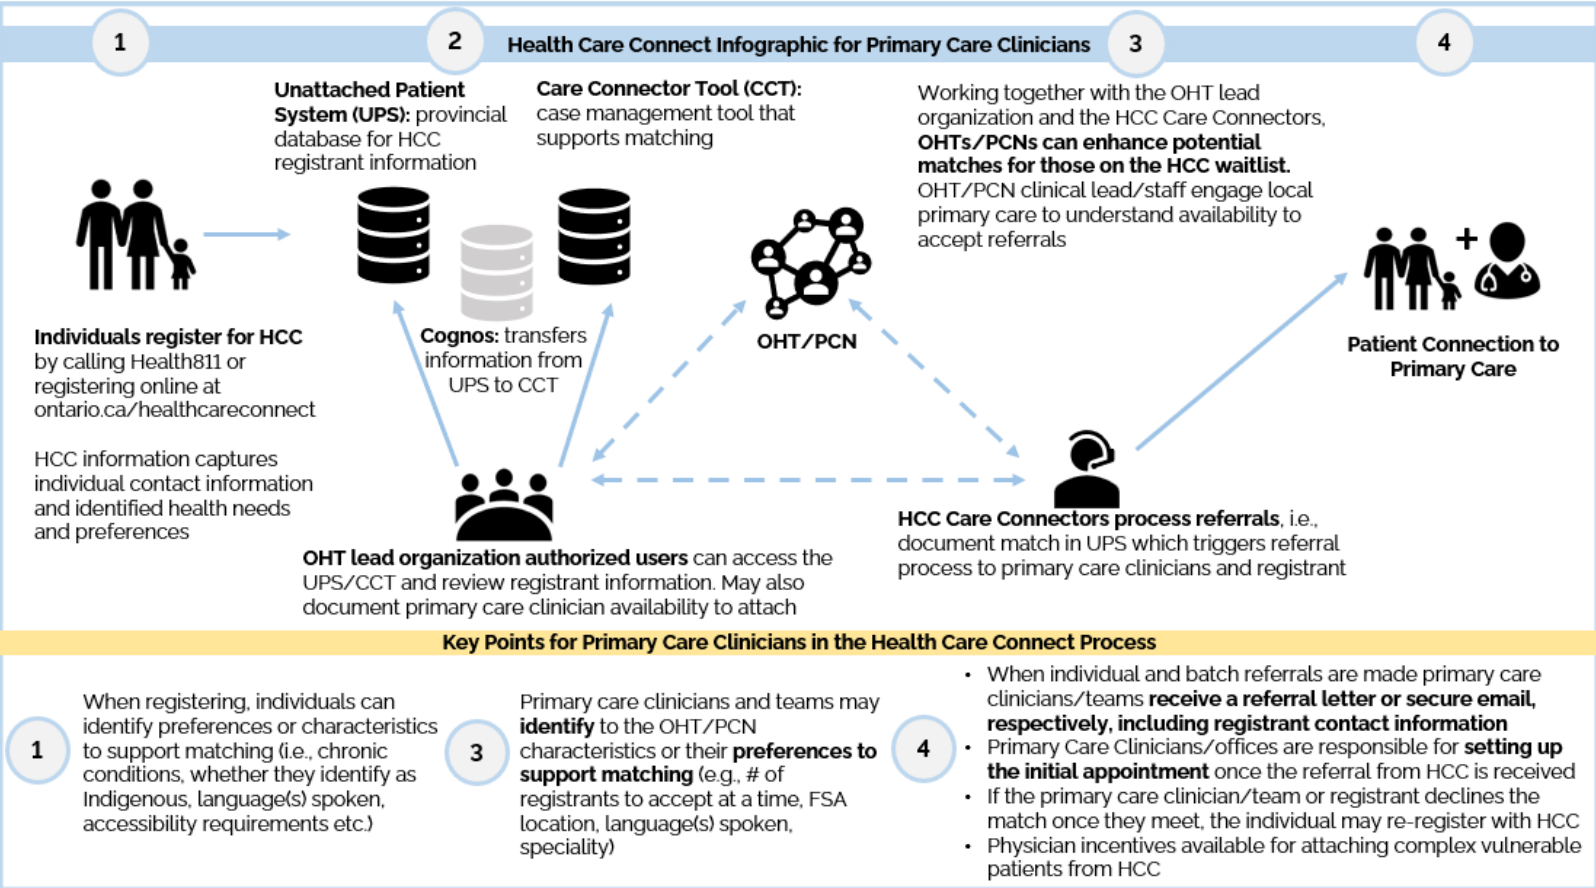 1
2
Health Care Connect Infographic for Primary Care Clinicians
3
4
Unattached Patient
System (UPS): provincial
database for HCC
registrant information
Care Connector Tool (CCT):
case management tool that
supports matching
Working together with the OHT lead
organization and the HCC Care Connectors,
OHTs/PCNs can enhance potential
matches for those on the HCC waitlist.
OHT/PCN clinical lead/staff engage local
primary care to understand availability to
accept referrals
+
Individuals register for HCC
by calling Health811 or
registering online at
ontario.ca/healthcareconnect
HCC information captures
individual contact information
and identified health needs
and preferences
Cognos: transfers
information from
UPS to CCT
OHT/PCN
Patient Connection to
Primary Care
OHT lead organization authorized users can access the
UPS/CCT and review registrant information. May also
document primary care clinician availability to attach
HCC Care Connectors process referrals, i.e.,
document match in UPS which triggers referral
process to primary care clinicians and registrant
Key Points for Primary Care Clinicians in the Health Care Connect Process
1
When registering, individuals can
identify preferences or characteristics
to support matching (i.e., chronic
conditions, whether they identify as
Indigenous, language(s) spoken,
accessibility requirements etc.)
3
Primary care clinicians and teams may
identify to the OHT/PCN
characteristics or their preferences to
support matching (e.g., # of
registrants to accept at a time, FSA
location, language(s) spoken,
speciality)
4
• When individual and batch referrals are made primary care
clinicians/teams receive a referral letter or secure email,
respectively, including registrant contact information
• Primary Care Clinicians/offices are responsible for setting up
the initial appointment once the referral from HCC is received
• If the primary care clinician/team or registrant declines the
match once they meet, the individual may re-register with HCC
• Physician incentives available for attaching complex vulnerable
patients from HCC